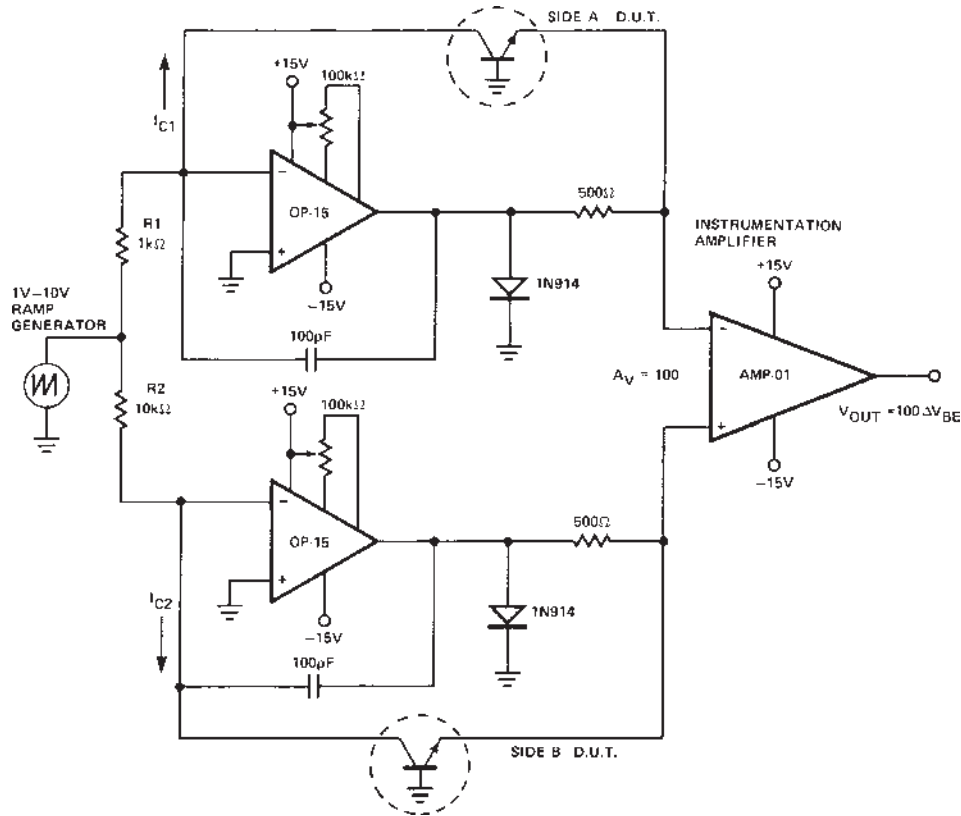 SIDE A D.U.T.
+15V
100kΩ
IC1
−
OP-15
+
−15V
R1
1kΩ
500Ω
1N914
INSTRUMENTATION
AMPLIFIER
+15V
1V–10V
RAMP
GENERATOR
100pF
−
AV = 100
AMP-01
+
VOUT = 100 ΔVBE
−15V
R2
10kΩ
+15V
100kΩ
−
OP-15
+
−15V
500Ω
1N914
IC2
100pF
SIDE B D.U.T.